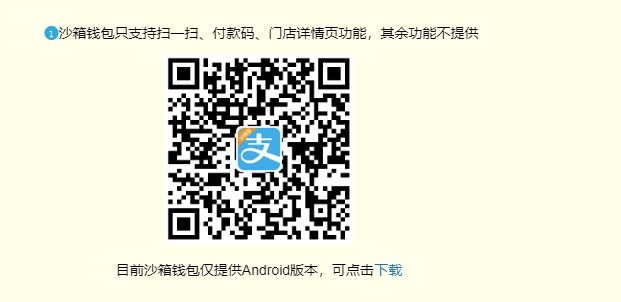 1沙箱钱包只支持扫一扫、付款码、门店详情页功能，其余功能不提供
支
目前沙箱钱包仅提供Android版本，可点击下载